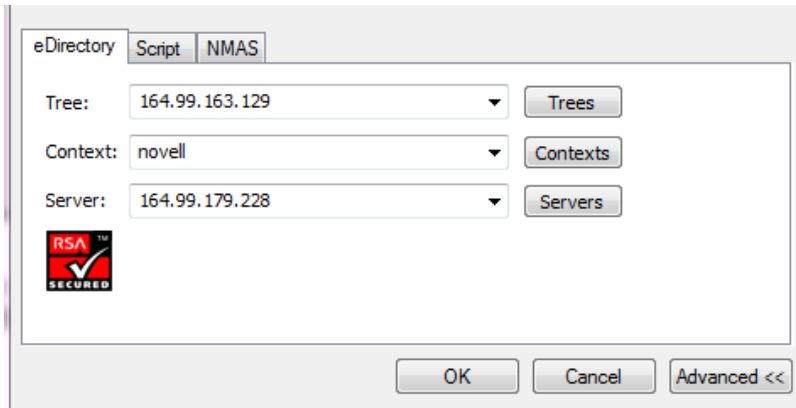 eDirectory Script NMAS
Tree: 164.99.163.129 Trees
Context: novell Contexts
Server: 164.99.179.228 Servers
RSA TM
SECURED
OK Cancel Advanced <<